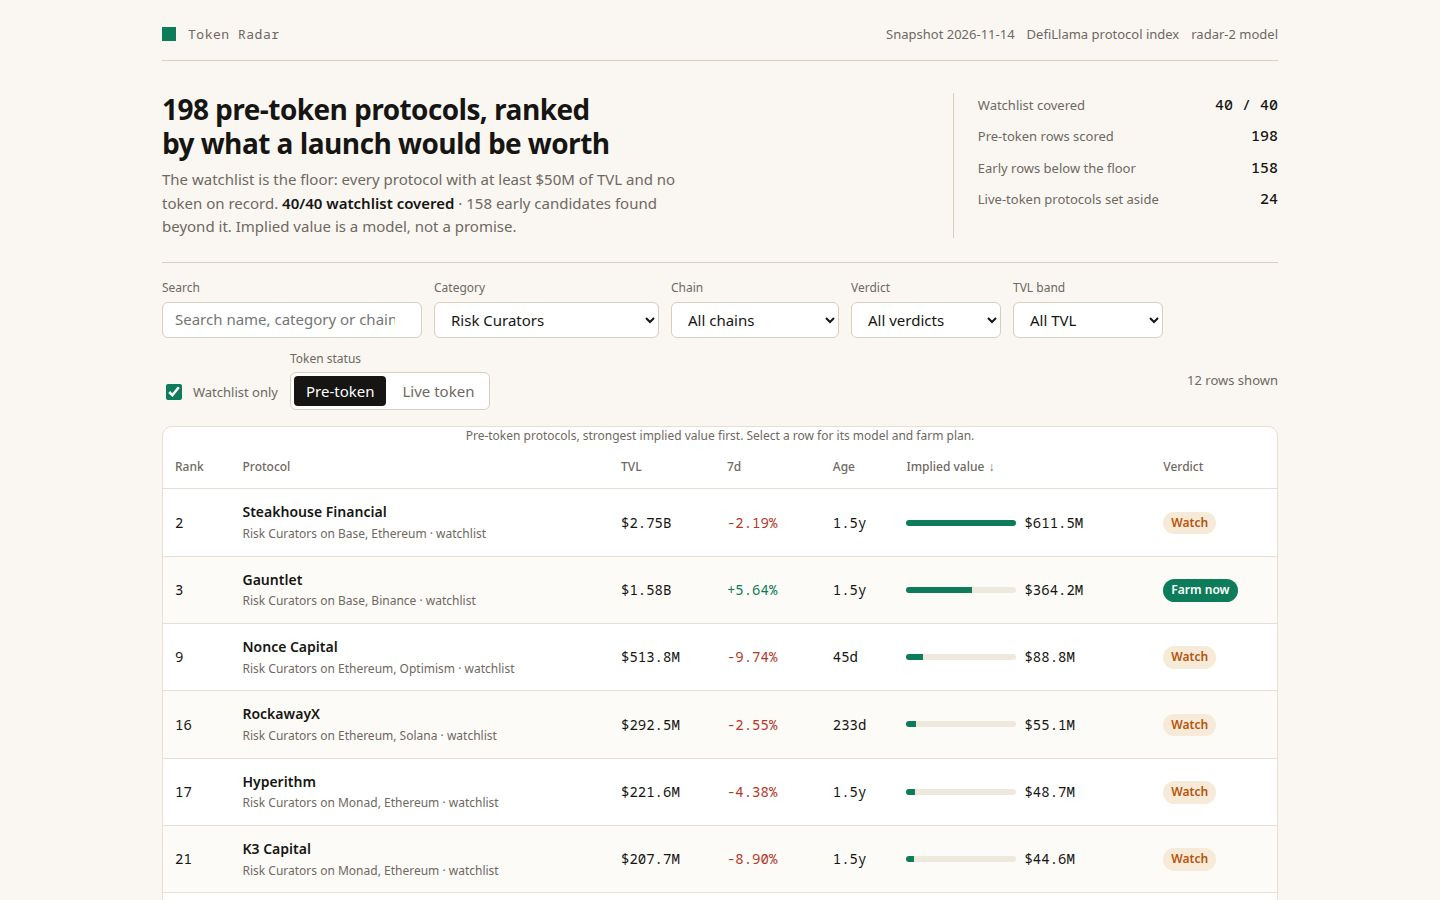 Token Radar
Snapshot 2026-11-14 DefiLlama protocol index radar-2 model
198 pre-token protocols, ranked
by what a launch would be worth
The watchlist is the floor: every protocol with at least $50M of TVL and no
token on record. 40/40 watchlist covered · 158 early candidates found
beyond it. Implied value is a model, not a promise.
Watchlist covered 40 / 40
Pre-token rows scored 198
Early rows below the floor 158
Live-token protocols set aside 24
Search Category Chain Verdict TVL band
Search name, category or chain Risk Curators All chains All verdicts All TVL
Token status
Watchlist only Pre-token Live token
12 rows shown
Pre-token protocols, strongest implied value first. Select a row for its model and farm plan.
Rank Protocol TVL 7d Age Implied value ↓ Verdict
2 Steakhouse Financial $2.75B -2.19% 1.5y $611.5M Watch
Risk Curators on Base, Ethereum · watchlist
3 Gauntlet $1.58B +5.64% 1.5y $364.2M Farm now
Risk Curators on Base, Binance · watchlist
9 Nonce Capital $513.8M -9.74% 45d $88.8M Watch
Risk Curators on Ethereum, Optimism · watchlist
16 RockawayX $292.5M -2.55% 233d $55.1M Watch
Risk Curators on Ethereum, Solana · watchlist
17 Hyperithm $221.6M -4.38% 1.5y $48.7M Watch
Risk Curators on Monad, Ethereum · watchlist
21 K3 Capital $207.7M -8.90% 1.5y $44.6M Watch
Risk Curators on Monad, Ethereum · watchlist